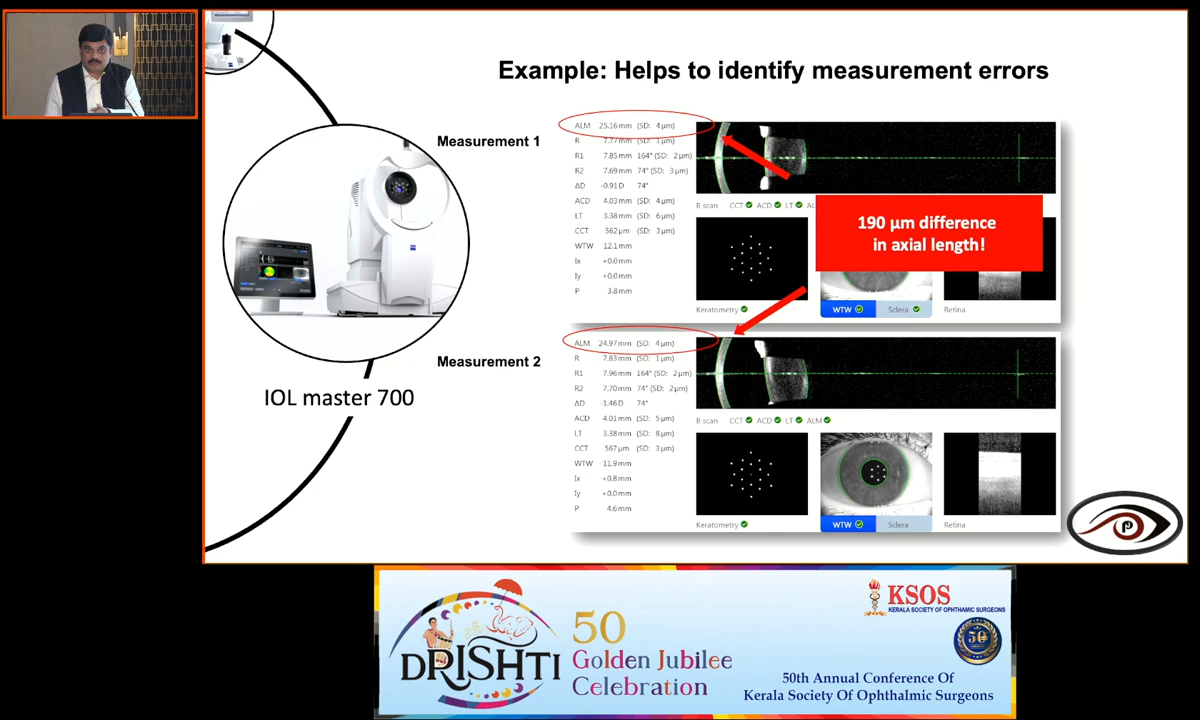 Example: Helps to identify measurement errors
Measurement 1
ALM 25.16 mm (SD: 4 µm)
R 7.77 mm (SD: 1 µm)
R1 7.85 mm 164° (SD: 2 µm)
R2 7.69 mm 74° (SD: 3 µm)
ΔD -0.91 D 74°
ACD 4.03 mm (SD: 4 µm)
LT 3.38 mm (SD: 6 µm)
CCT 562 µm (SD: 3 µm)
WTW 12.1 mm
Ix +0.0 mm
Iy +0.0 mm
P 3.8 mm
B scan CCT ACD LT
190 µm difference
in axial length!
Keratometry
WTW
Sclera
Retina
Measurement 2
ALM 24.97 mm (SD: 4 µm)
R 7.83 mm (SD: 1 µm)
R1 7.96 mm 164° (SD: 2 µm)
R2 7.70 mm 74° (SD: 2 µm)
ΔD -1.46 D 74°
ACD 4.01 mm (SD: 5 µm)
LT 3.38 mm (SD: 8 µm)
CCT 567 µm (SD: 3 µm)
WTW 11.9 mm
Ix +0.8 mm
Iy +0.0 mm
P 4.6 mm
B scan CCT ACD LT ALM
Keratometry
WTW
Sclera
Retina
IOL master 700
DRISHTI
50
Golden Jubilee
Celebration
KSOS
KERALA SOCIETY OF OPHTHAMIC SURGEONS
50
50th Annual Conference Of
Kerala Society Of Ophthalmic Surgeons